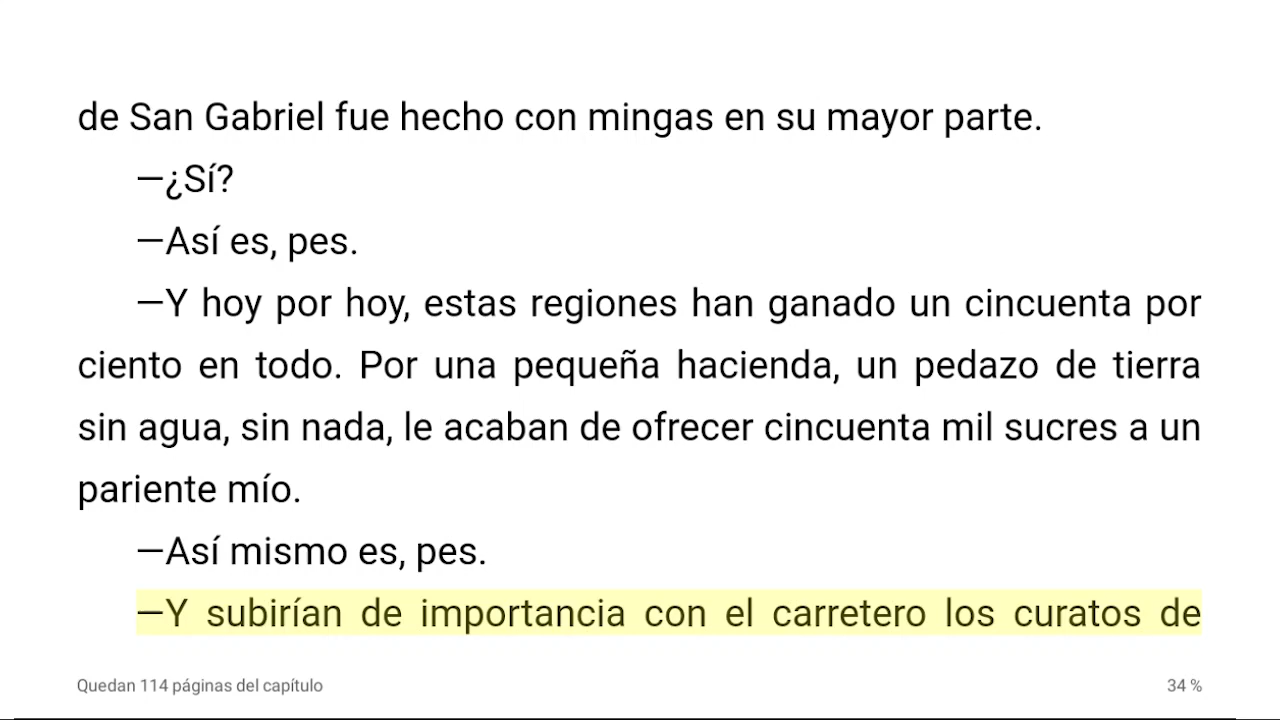 de San Gabriel fue hecho con mingas en su mayor parte.
—¿Sí?
—Así es, pes.
—Y hoy por hoy, estas regiones han ganado un cincuenta por
ciento en todo. Por una pequeña hacienda, un pedazo de tierra
sin agua, sin nada, le acaban de ofrecer cincuenta mil sucres a un
pariente mío.
—Así mismo es, pes.
—Y subirían de importancia con el carretero los curatos de
Quedan 114 páginas del capítulo
34 %